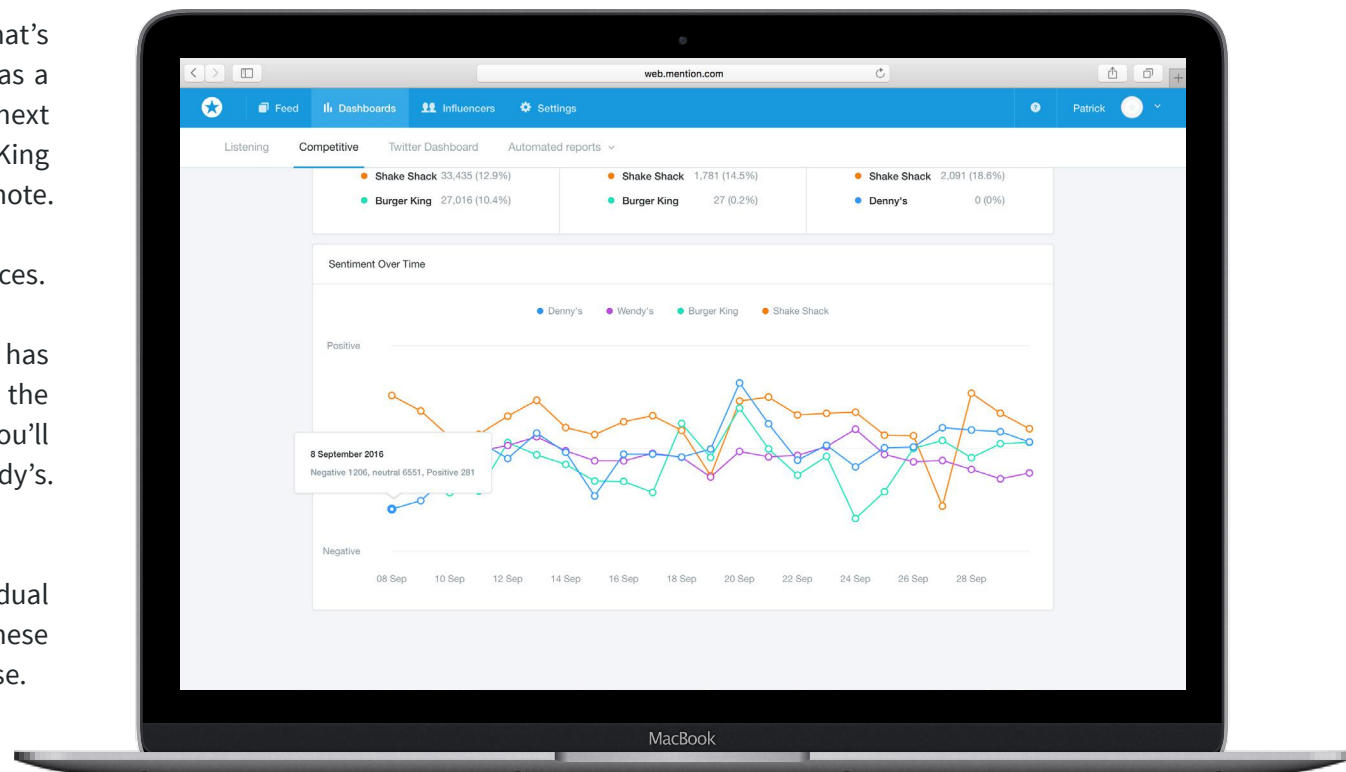 hat's
as a
next
King
note.
ces.
has
the
ou'll
dy's.
dual
hese
se.
web.mention.com
Feed
Dashboards
Influencers
Settings
?
Patrick
Listening
Competitive
Twitter Dashboard
Automated reports
Shake Shack 33,435 (12.9%)
Shake Shack 1,781 (14.5%)
Shake Shack 2,091 (18.6%)
Burger King 27,016 (10.4%)
Burger King 27 (0.2%)
Denny's 0 (0%)
Sentiment Over Time
Denny's
Wendy's
Burger King
Shake Shack
Positive
8 September 2016
Negative 1206, neutral 6551, Positive 281
Negative
08 Sep
10 Sep
12 Sep
14 Sep
16 Sep
18 Sep
20 Sep
22 Sep
24 Sep
26 Sep
28 Sep
MacBook